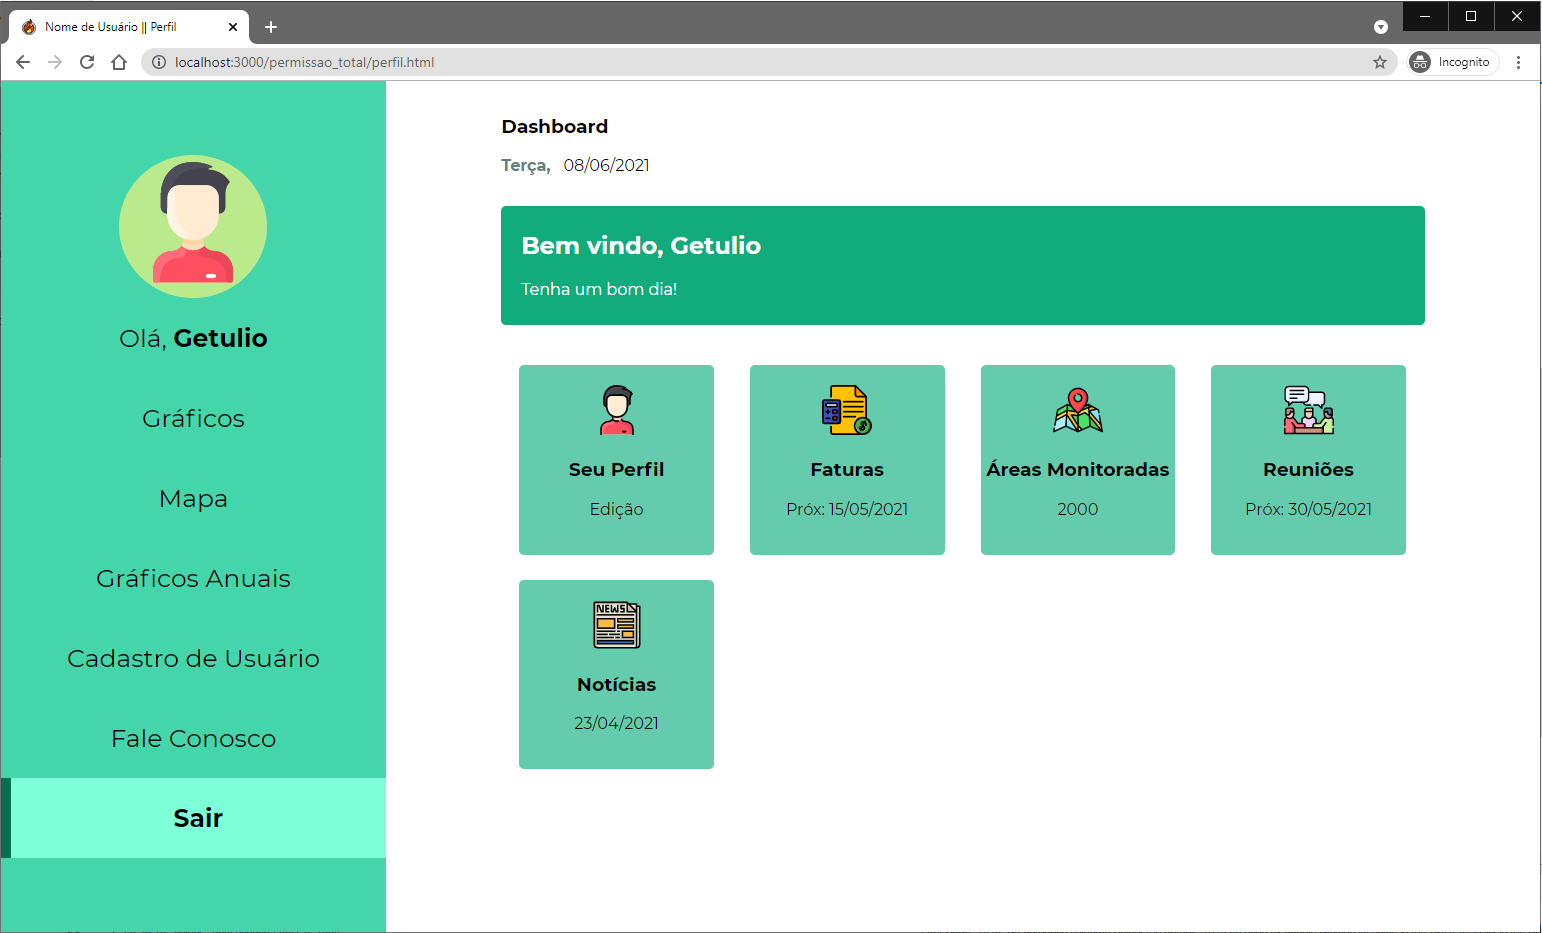 Nome de Usuário || Perfil
localhost:3000/permissao_total/perfil.html
Incognito
Olá, Getulio
Gráficos
Mapa
Gráficos Anuais
Cadastro de Usuário
Fale Conosco
Sair
Dashboard
Terça, 08/06/2021
Bem vindo, Getulio
Tenha um bom dia!
Seu Perfil
Edição
Faturas
Próx: 15/05/2021
Áreas Monitoradas
2000
Reuniões
Próx: 30/05/2021
NEWS
Notícias
23/04/2021